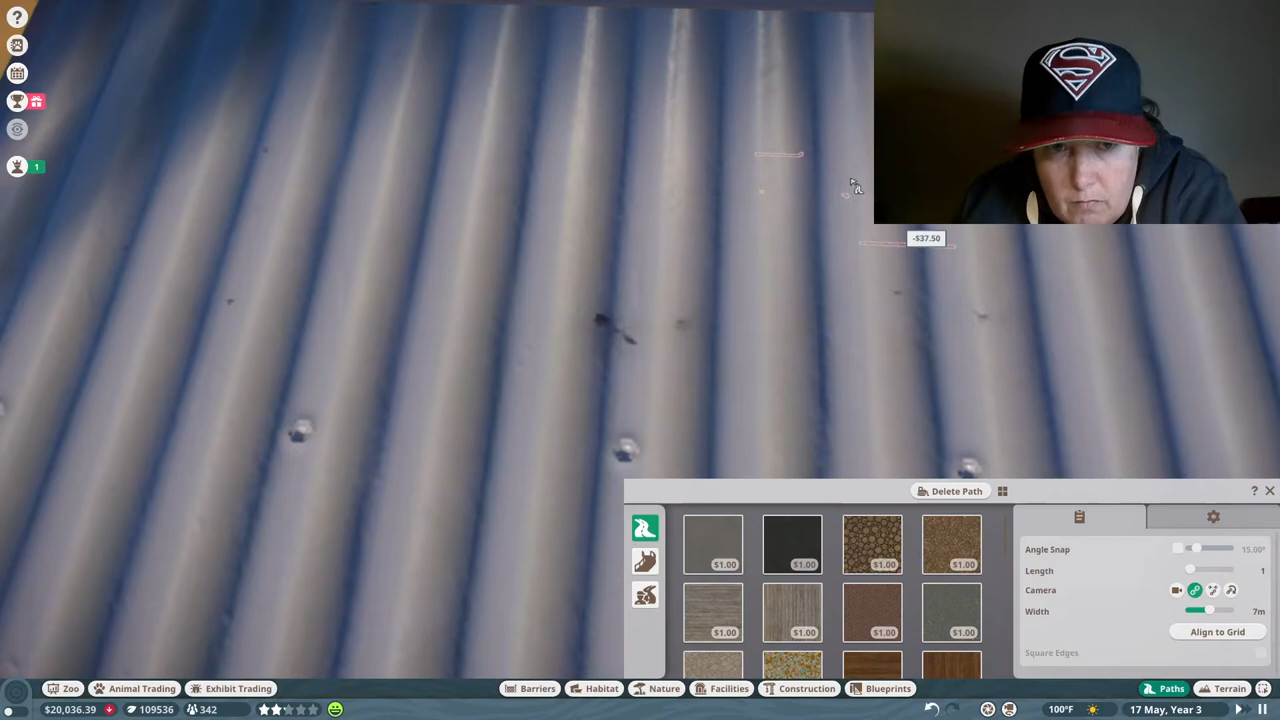 ?
1
-$37.50
Delete Path
?
$1.00 $1.00 $1.00 $1.00
$1.00 $1.00 $1.00 $1.00
Angle Snap 15.00°
Length 1
Camera
Width 7m
Align to Grid
Square Edges
Zoo Animal Trading Exhibit Trading Barriers Habitat Nature Facilities Construction Blueprints Paths Terrain
$20,036.39 109536 342 100°F 17 May, Year 3